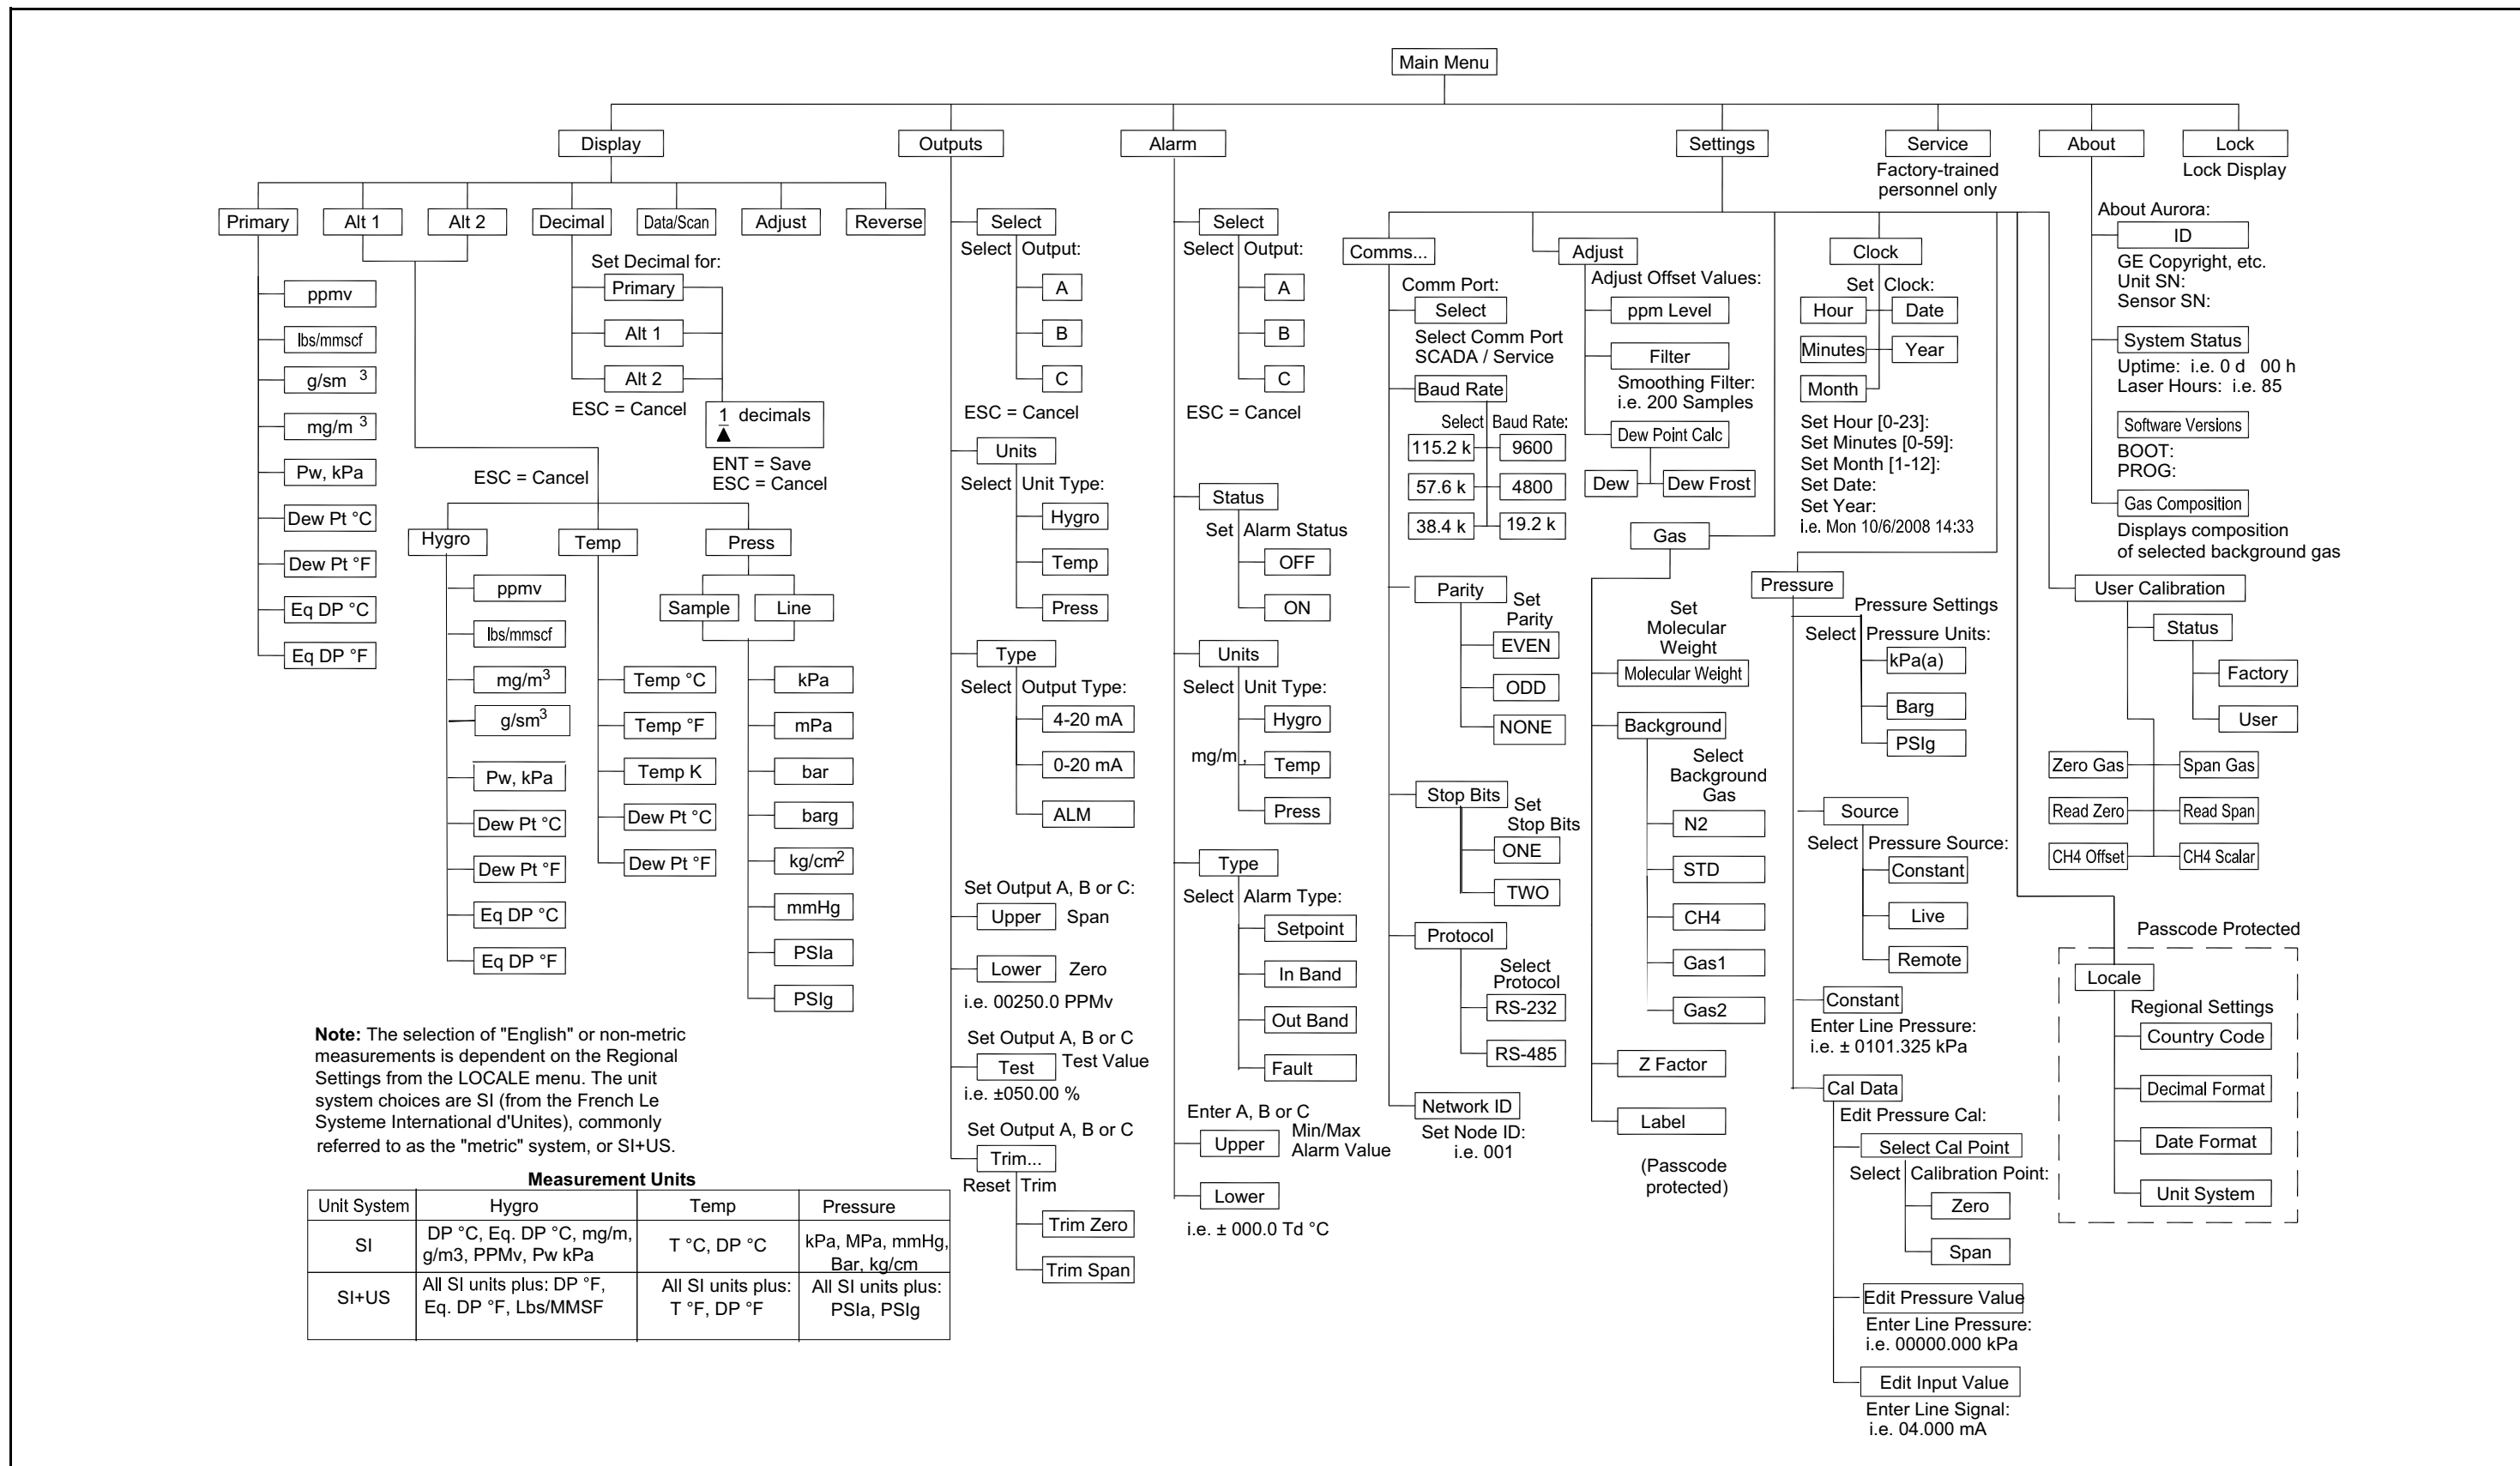 Main Menu
Display
Outputs
Alarm
Settings
Service
Factory-trained
personnel only
About
Lock
Lock Display
Primary
Alt 1
Alt 2
Decimal
Data/Scan
Adjust
Reverse
ppmv
lbs/mmscf
g/sm 3
mg/m 3
Pw, kPa
Dew Pt °C
Dew Pt °F
Eq DP °C
Eq DP °F
Set Decimal for:
Primary
Alt 1
Alt 2
ESC = Cancel
1 decimals
ENT = Save
ESC = Cancel
ESC = Cancel
Hygro
Temp
Press
ppmv
lbs/mmscf
mg/m3
g/sm3
Pw, kPa
Dew Pt °C
Dew Pt °F
Eq DP °C
Eq DP °F
Temp °C
Temp °F
Temp K
Dew Pt °C
Dew Pt °F
Sample
Line
kPa
mPa
bar
barg
kg/cm2
mmHg
PSIa
PSIg
Note: The selection of "English" or non-metric
measurements is dependent on the Regional
Settings from the LOCALE menu. The unit
system choices are SI (from the French Le
Systeme International d'Unites), commonly
referred to as the "metric" system, or SI+US.
Measurement Units
Unit System Hygro Temp Pressure
SI
DP °C, Eq. DP °C, mg/m,
g/m3, PPMv, Pw kPa
T °C, DP °C
kPa, MPa, mmHg,
Bar, kg/cm
SI+US
All SI units plus: DP °F,
Eq. DP °F, Lbs/MMSF
All SI units plus:
T °F, DP °F
All SI units plus:
PSIa, PSIg
Select
Select Output:
A
B
C
ESC = Cancel
Units
Select Unit Type:
Hygro
Temp
Press
Type
Select Output Type:
4-20 mA
0-20 mA
ALM
Set Output A, B or C:
Upper Span
Lower Zero
i.e. 00250.0 PPMv
Set Output A, B or C
Test Test Value
i.e. ±050.00 %
Set Output A, B or C
Trim...
Reset Trim
Trim Zero
Trim Span
Select
Select Output:
A
B
C
ESC = Cancel
Status
Set Alarm Status
OFF
ON
Units
Select Unit Type:
Hygro
mg/m,
Temp
Press
Type
Select Alarm Type:
Setpoint
In Band
Out Band
Fault
Enter A, B or C
Upper
Min/Max
Alarm Value
Lower
i.e. ± 000.0 Td °C
Comms...
Comm Port:
Select
Select Comm Port
SCADA / Service
Baud Rate
Select Baud Rate:
115.2 k 9600
57.6 k 4800
38.4 k 19.2 k
Parity
Set
Parity
EVEN
ODD
NONE
Stop Bits
Set
Stop Bits
ONE
TWO
Protocol
Select
Protocol
RS-232
RS-485
Network ID
Set Node ID:
i.e. 001
Adjust
Adjust Offset Values:
ppm Level
Filter
Smoothing Filter:
i.e. 200 Samples
Dew Point Calc
Dew
Dew Frost
Gas
Set
Molecular
Weight
Molecular Weight
Background
Select
Background
Gas
N2
STD
CH4
Gas1
Gas2
Z Factor
Label
(Passcode
protected)
Clock
Set Clock:
Hour Date
Minutes Year
Month
Set Hour [0-23]:
Set Minutes [0-59]:
Set Month [1-12]:
Set Date:
Set Year:
i.e. Mon 10/6/2008 14:33
Pressure
Pressure Settings
Select Pressure Units:
kPa(a)
Barg
PSIg
Source
Select Pressure Source:
Constant
Live
Remote
Constant
Enter Line Pressure:
i.e. ± 0101.325 kPa
Cal Data
Edit Pressure Cal:
Select Cal Point
Select Calibration Point:
Zero
Span
Edit Pressure Value
Enter Line Pressure:
i.e. 00000.000 kPa
Edit Input Value
Enter Line Signal:
i.e. 04.000 mA
About Aurora:
ID
GE Copyright, etc.
Unit SN:
Sensor SN:
System Status
Uptime: i.e. 0 d 00 h
Laser Hours: i.e. 85
Software Versions
BOOT:
PROG:
Gas Composition
Displays composition
of selected background gas
User Calibration
Status
Factory
User
Zero Gas Span Gas
Read Zero Read Span
CH4 Offset CH4 Scalar
Passcode Protected
Locale
Regional Settings
Country Code
Decimal Format
Date Format
Unit System